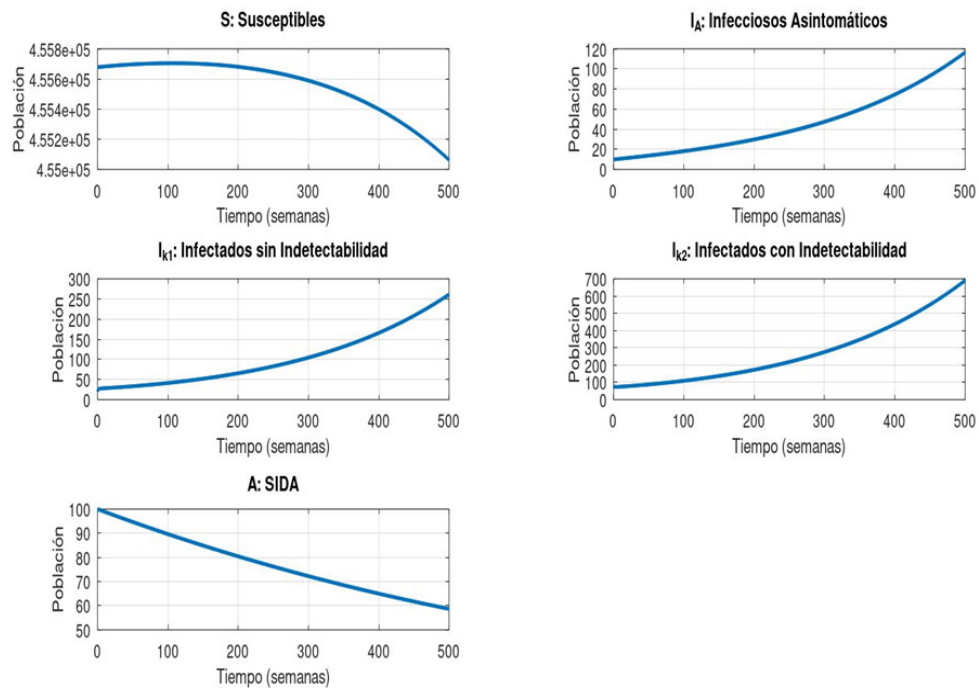 S: Susceptibles
4.558e+05
4.556e+05
4.554e+05
4.552e+05
4.55e+05
Población
0 100 200 300 400 500
Tiempo (semanas)
I_A: Infecciosos Asintomáticos
120
100
80
60
40
20
0
Población
0 100 200 300 400 500
Tiempo (semanas)
I_k1: Infectados sin Indetectabilidad
300
250
200
150
100
50
0
Población
0 100 200 300 400 500
Tiempo (semanas)
I_k2: Infectados con Indetectabilidad
700
600
500
400
300
200
100
0
Población
0 100 200 300 400 500
Tiempo (semanas)
A: SIDA
100
90
80
70
60
50
Población
0 100 200 300 400 500
Tiempo (semanas)